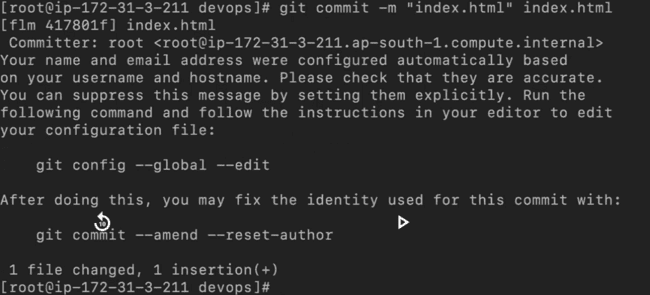 [root@ip-172-31-3-211 devops]# git commit -m "index.html" index.html
[flm 417801f] index.html
 Committer: root <root@ip-172-31-3-211.ap-south-1.compute.internal>
Your name and email address were configured automatically based
on your username and hostname. Please check that they are accurate.
You can suppress this message by setting them explicitly. Run the
following command and follow the instructions in your editor to edit
your configuration file:
    git config --global --edit
After doing this, you may fix the identity used for this commit with:
10
    git commit --amend --reset-author
 1 file changed, 1 insertion(+)
[root@ip-172-31-3-211 devops]#